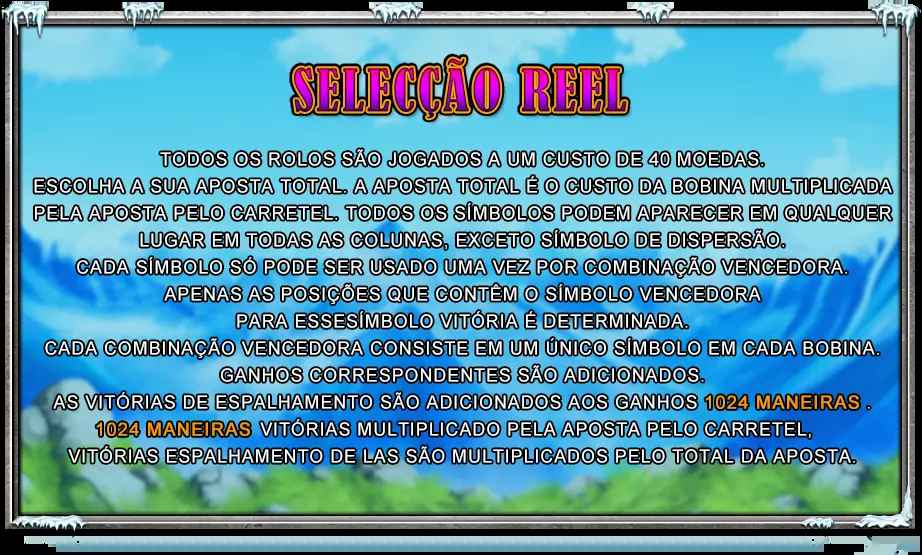 SELECÇÃO REEL
TODOS OS ROLOS SÃO JOGADOS A UM CUSTO DE 40 MOEDAS.
ESCOLHA A SUA APOSTA TOTAL. A APOSTA TOTAL É O CUSTO DA BOBINA MULTIPLICADA
PELA APOSTA PELO CARRETEL. TODOS OS SÍMBOLOS PODEM APARECER EM QUALQUER
LUGAR EM TODAS AS COLUNAS, EXCETO SÍMBOLO DE DISPERSÃO.
CADA SÍMBOLO SÓ PODE SER USADO UMA VEZ POR COMBINAÇÃO VENCEDORA.
APENAS AS POSIÇÕES QUE CONTÊM O SÍMBOLO VENCEDORA
PARA ESSESÍMBOLO VITÓRIA É DETERMINADA.
CADA COMBINAÇÃO VENCEDORA CONSISTE EM UM ÚNICO SÍMBOLO EM CADA BOBINA.
GANHOS CORRESPONDENTES SÃO ADICIONADOS.
AS VITÓRIAS DE ESPALHAMENTO SÃO ADICIONADOS AOS GANHOS 1024 MANEIRAS .
1024 MANEIRAS VITÓRIAS MULTIPLICADO PELA APOSTA PELO CARRETEL,
VITÓRIAS ESPALHAMENTO DE LAS SÃO MULTIPLICADOS PELO TOTAL DA APOSTA.